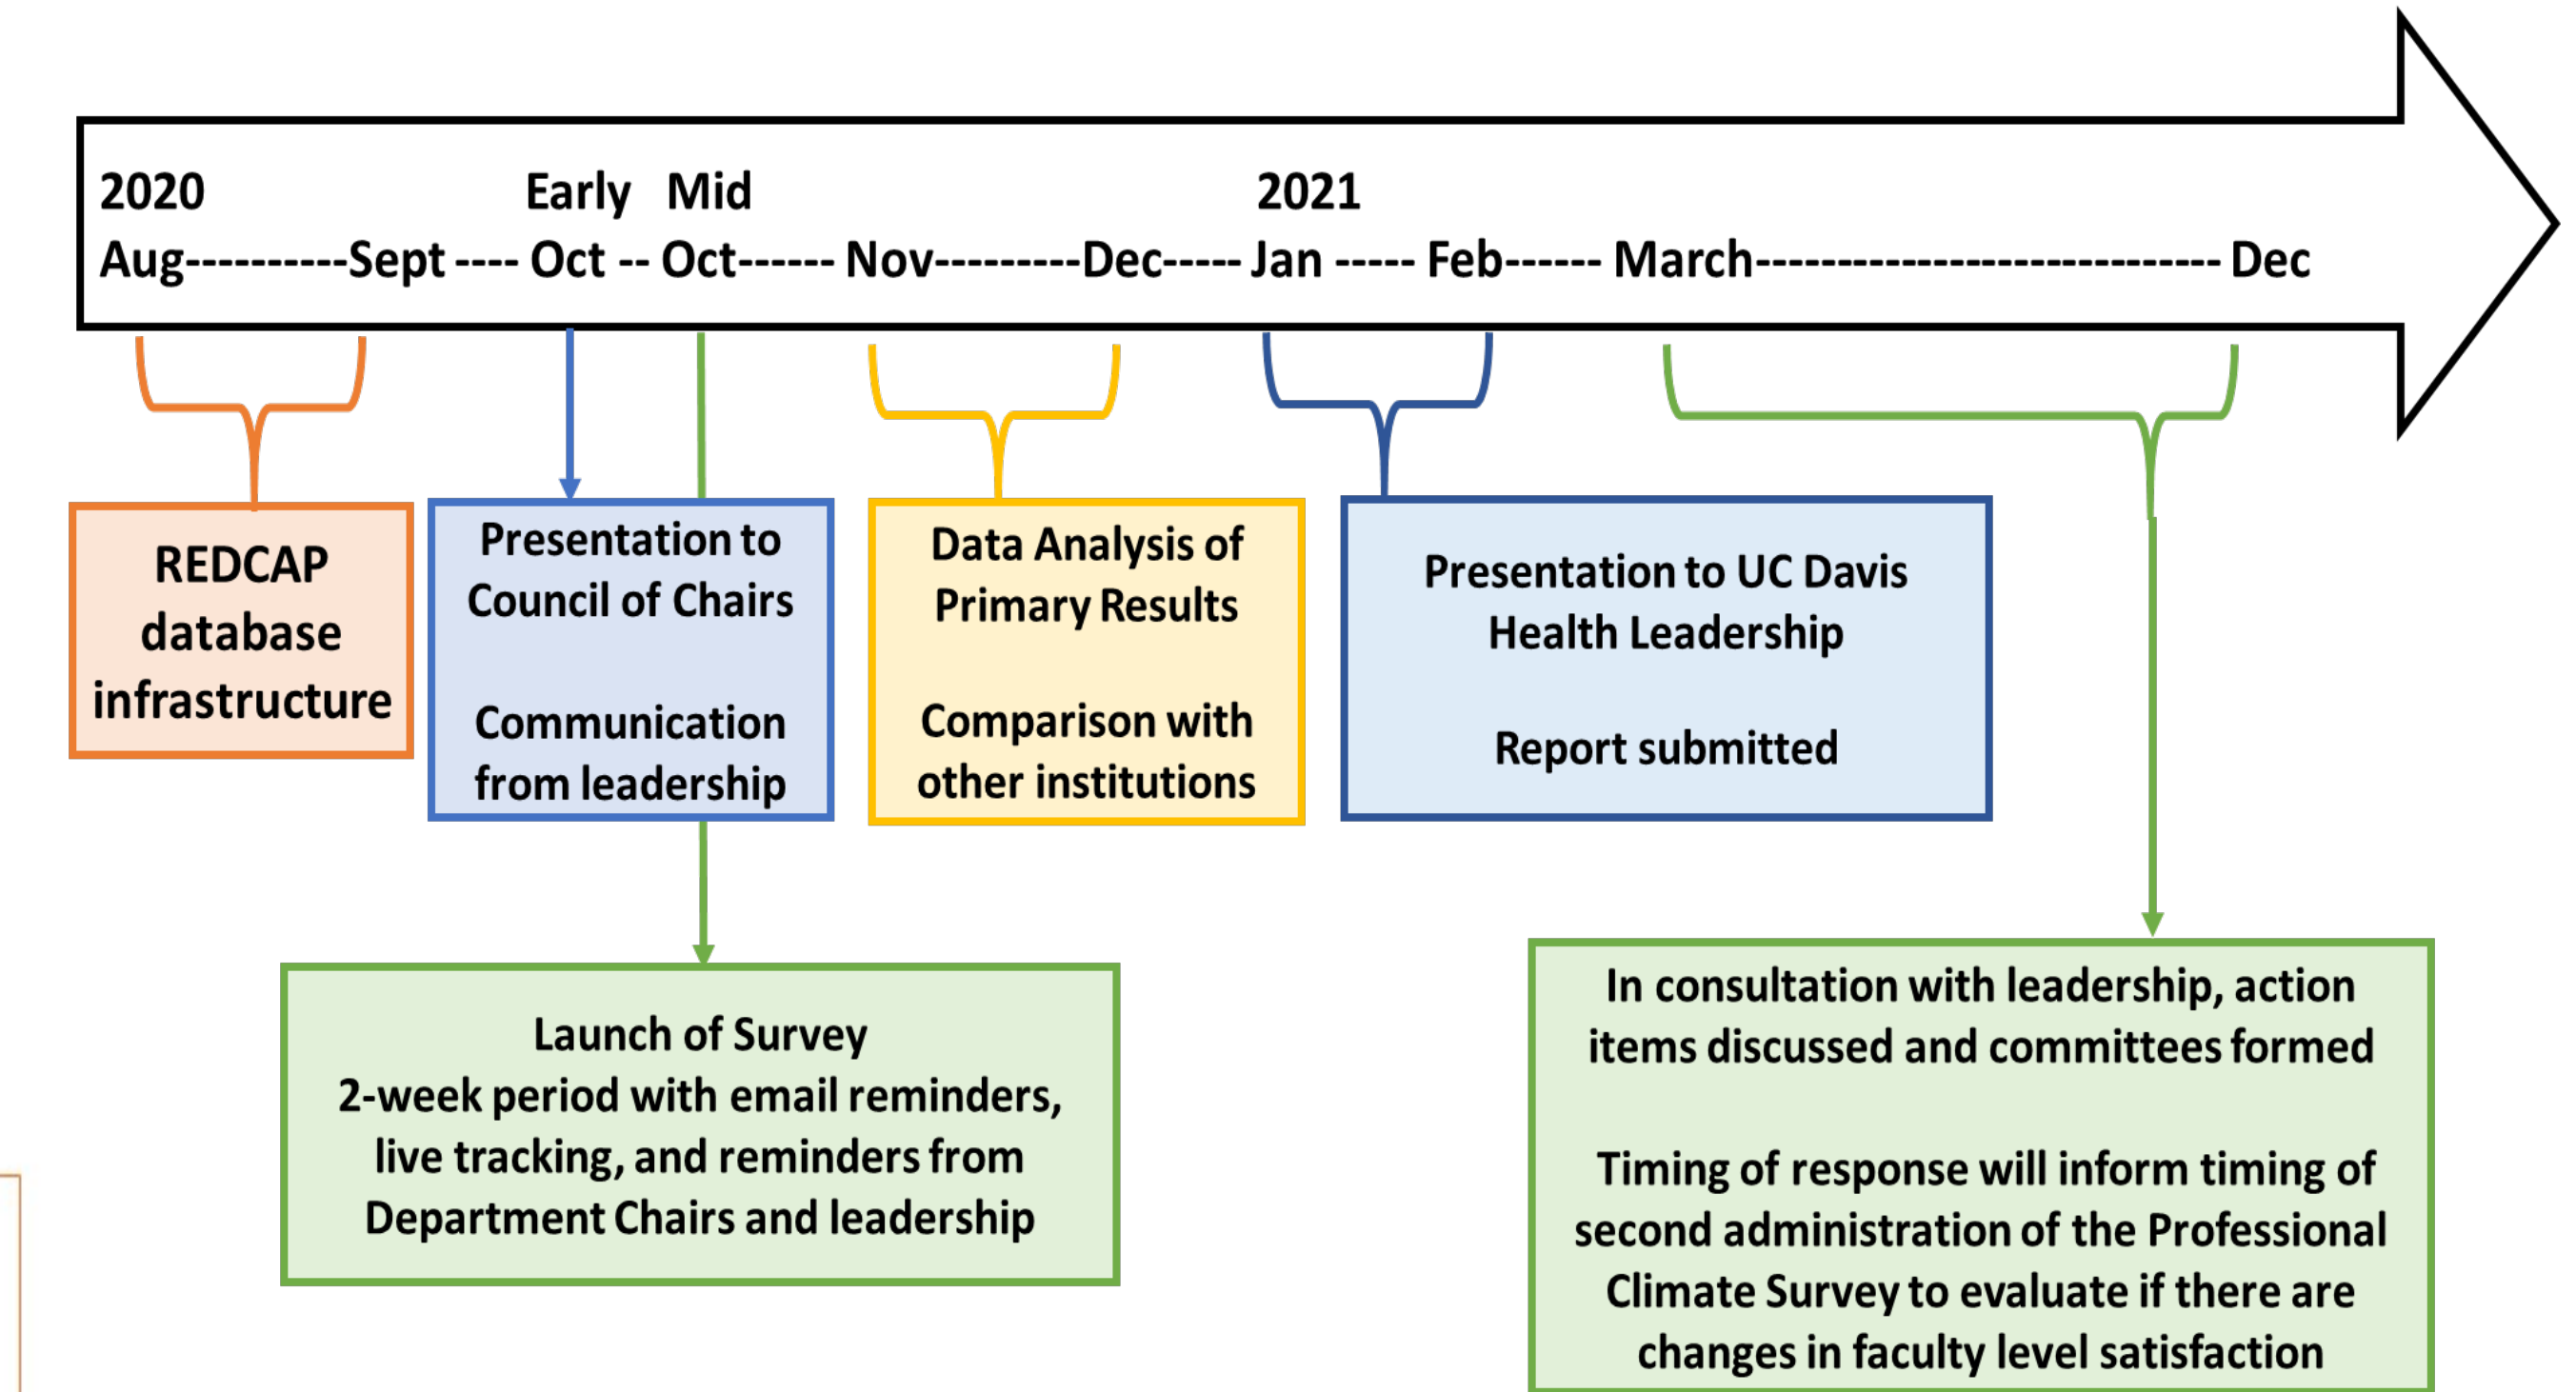 2020 Early Mid 2021
Aug----------Sept ---- Oct -- Oct------ Nov---------Dec----- Jan ----- Feb------ March----------------------------- Dec
REDCAP
database
infrastructure
Presentation to
Council of Chairs
Communication
from leadership
Data Analysis of
Primary Results
Comparison with
other institutions
Presentation to UC Davis
Health Leadership
Report submitted
Launch of Survey
2-week period with email reminders,
live tracking, and reminders from
Department Chairs and leadership
In consultation with leadership, action
items discussed and committees formed
Timing of response will inform timing of
second administration of the Professional
Climate Survey to evaluate if there are
changes in faculty level satisfaction